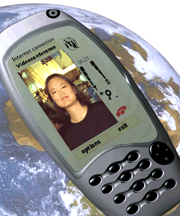 Internet connection
Videoconference
options
exit